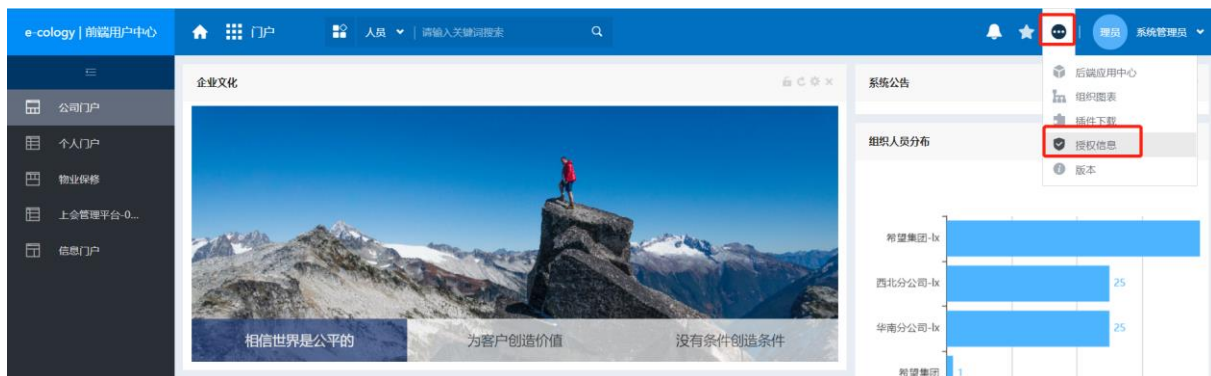 e-cology | 前端用户中心
门户
人员
请输入关键词搜索
理员
系统管理员
公司门户
个人门户
物业保修
上会管理平台-0...
信息门户
企业文化
相信世界是公平的
为客户创造价值
没有条件创造条件
系统公告
组织人员分布
后端应用中心
组织图表
插件下载
授权信息
版本
希望集团-lx
西北分公司-lx
25
华南分公司-lx
25
希望集团
1